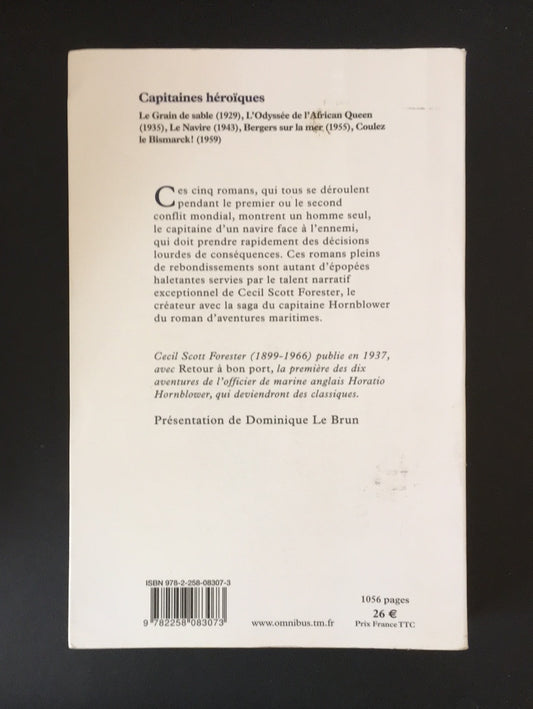 Capitaines héroïques
Le Grain de sable (1929), L'Odyssée de l'African Queen
(1935), Le Navire (1943), Bergers sur la mer (1955), Coulez
le Bismarck! (1959)
Ces cinq romans, qui tous se déroulent
pendant le premier ou le second
conflit mondial, montrent un homme seul,
le capitaine d'un navire face à l'ennemi,
qui doit prendre rapidement des décisions
lourdes de conséquences. Ces romans pleins
de rebondissements sont autant d'épopées
haletantes servies par le talent narratif
exceptionnel de Cecil Scott Forester, le
créateur avec la saga du capitaine Hornblower
du roman d'aventures maritimes.
Cecil Scott Forester (1899-1966) publie en 1937,
avec Retour à bon port, la première des dix
aventures de l'officier de marine anglais Horatio
Hornblower, qui deviendront des classiques.
Présentation de Dominique Le Brun
ISBN 978-2-258-08307-3
9 782258 083073
www.omnibus.tm.fr
1056 pages
26 €
Prix France TTC